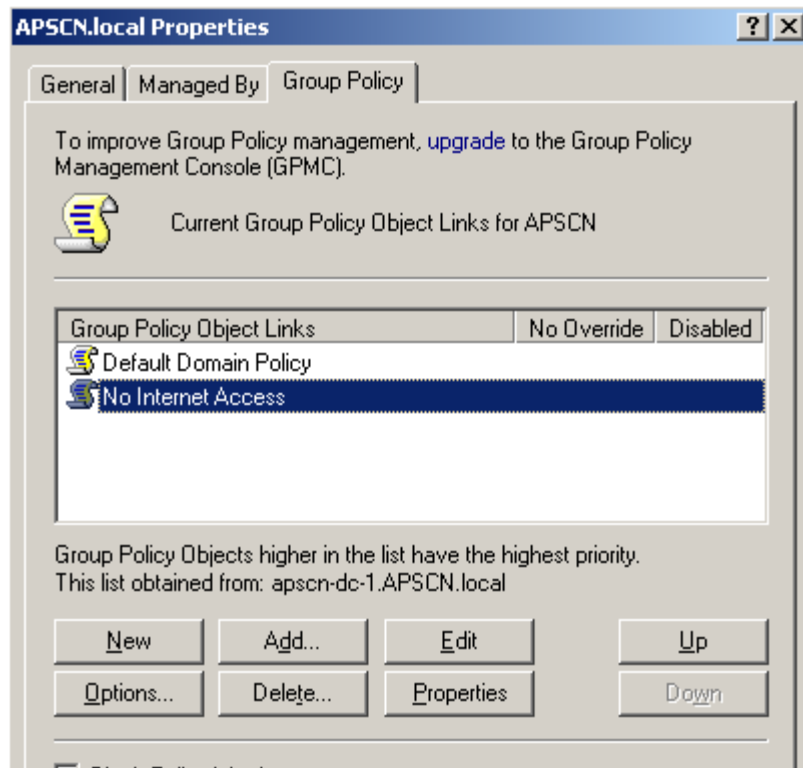 APSCN.local Properties
General Managed By Group Policy
To improve Group Policy management, upgrade to the Group Policy
Management Console (GPMC).
Current Group Policy Object Links for APSCN
Group Policy Object Links No Override Disabled
Default Domain Policy
No Internet Access
Group Policy Objects higher in the list have the highest priority.
This list obtained from: apscn-dc-1.APSCN.local
New Add... Edit Up
Options... Delete... Properties Down